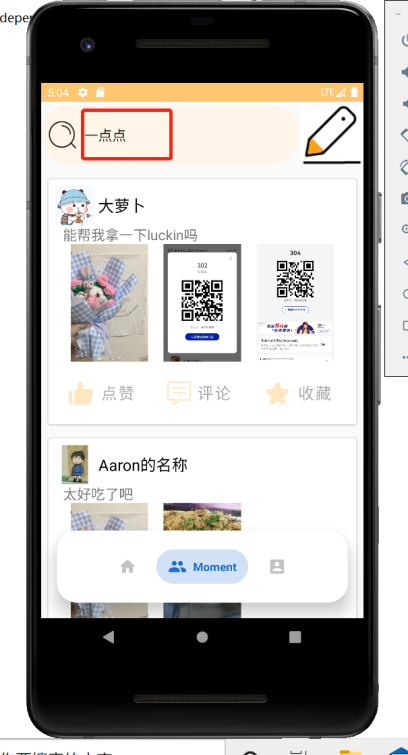 depen
5:04
LTE
一点点
大萝卜
能帮我拿一下luckin吗
302
304
点赞
评论
收藏
Aaron的名称
太好吃了吧
Moment